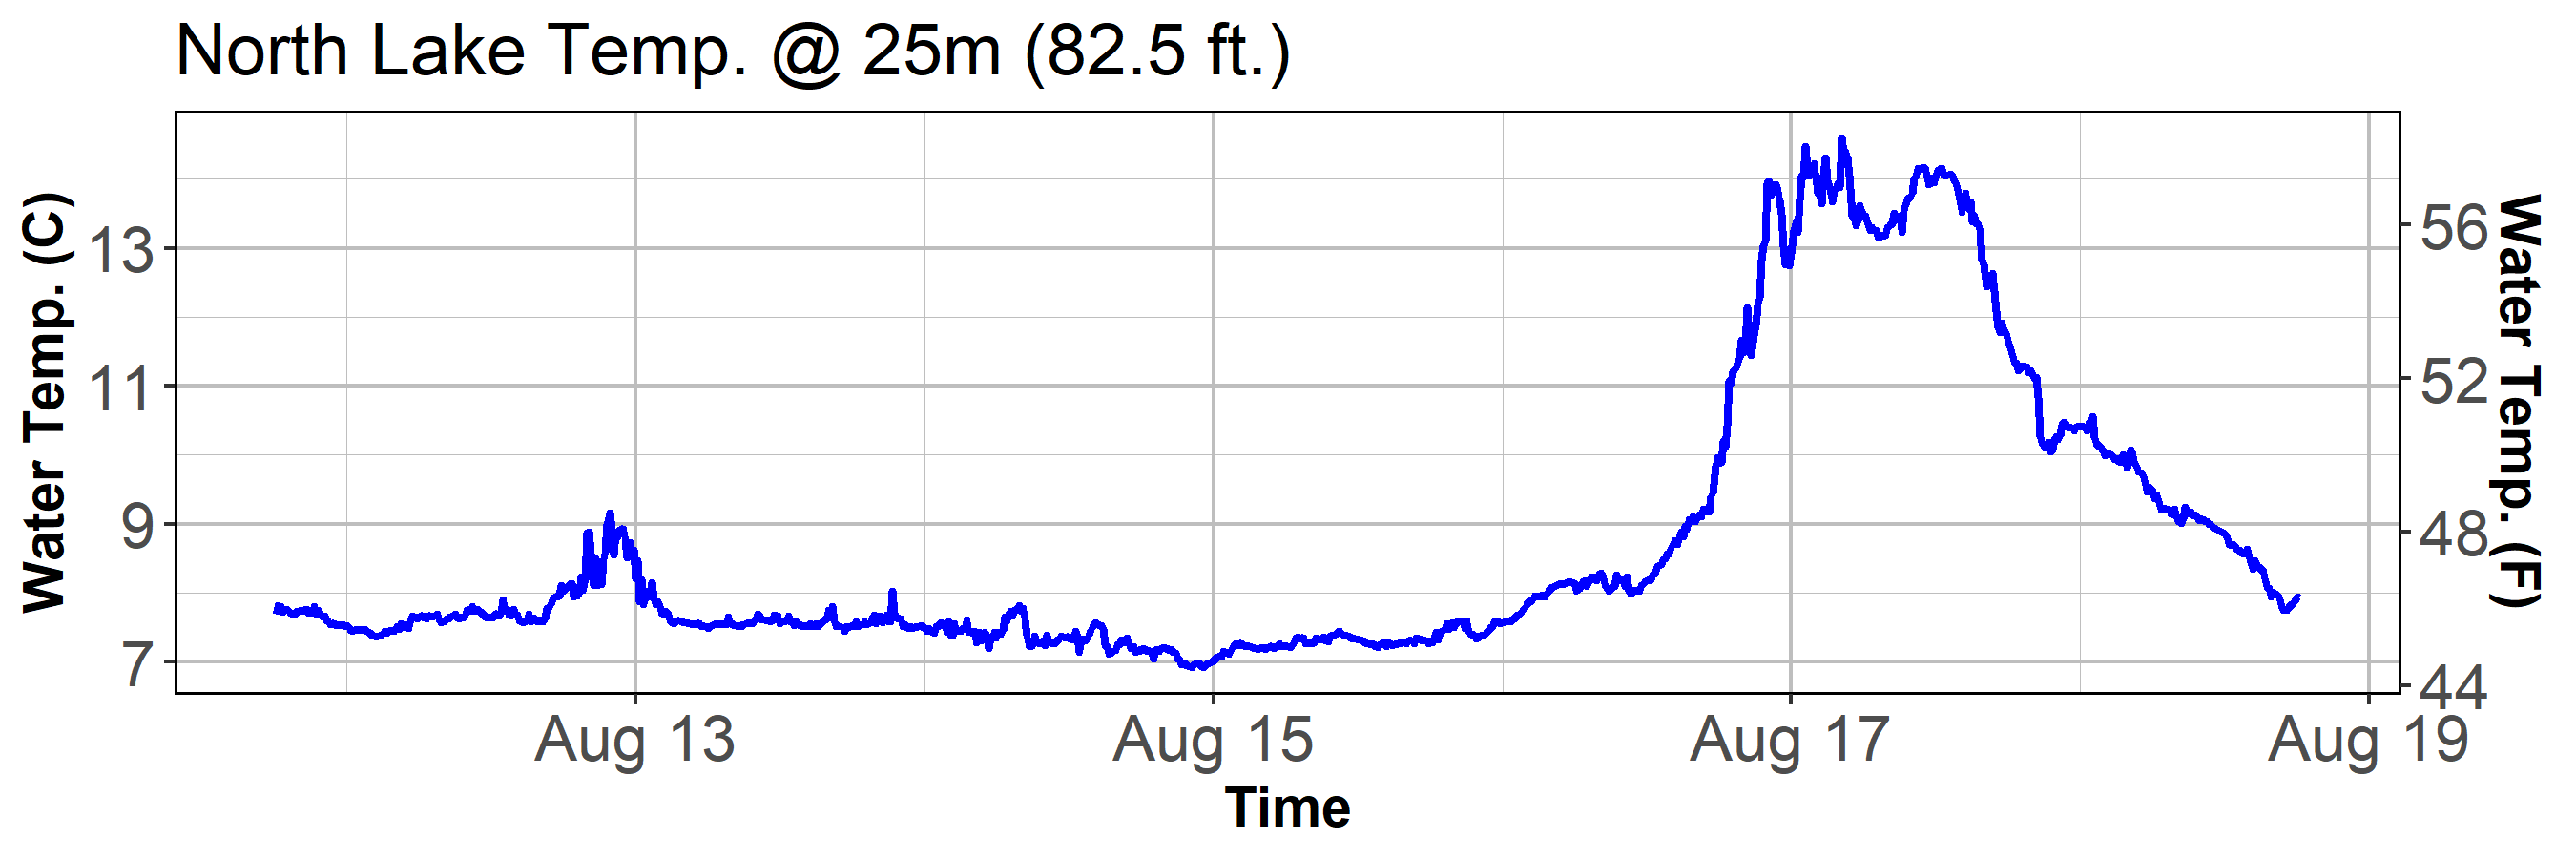 North Lake Temp. @ 25m (82.5 ft.)
Water Temp. (C)
13
11
9
7
56
52
48
44
Water Temp. (F)
Aug 13
Aug 15
Aug 17
Aug 19
Time